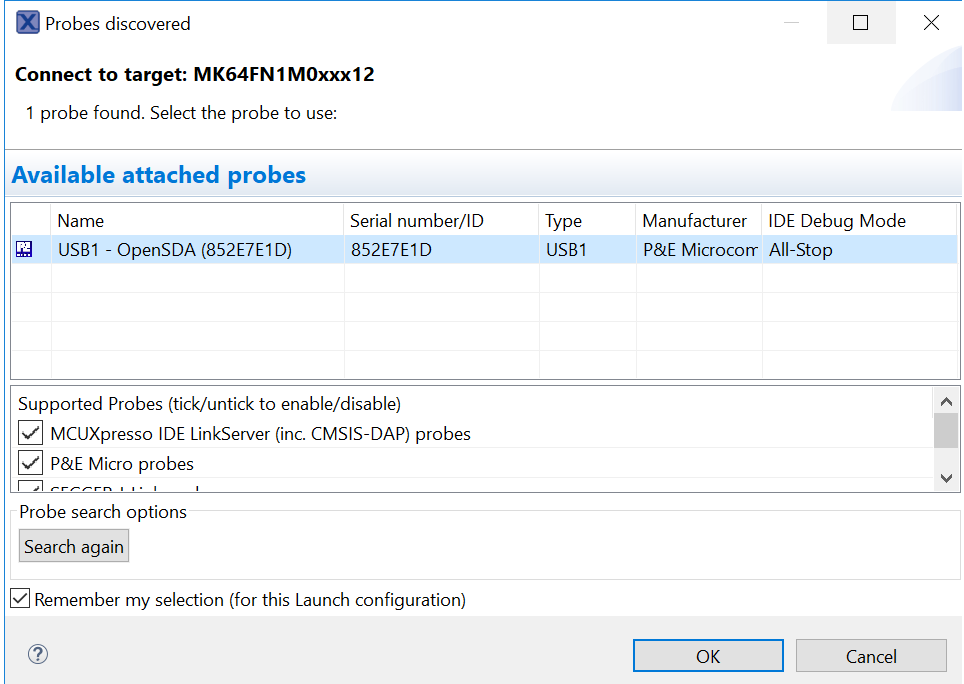 Probes discovered
Connect to target: MK64FN1M0xxx12
1 probe found. Select the probe to use:
Available attached probes
Name Serial number/ID Type Manufacturer IDE Debug Mode
USB1 - OpenSDA (852E7E1D) 852E7E1D USB1 P&E Microcom All-Stop
Supported Probes (tick/untick to enable/disable)
MCUXpresso IDE LinkServer (inc. CMSIS-DAP) probes
P&E Micro probes
Probe search options
Search again
Remember my selection (for this Launch configuration)
OK Cancel